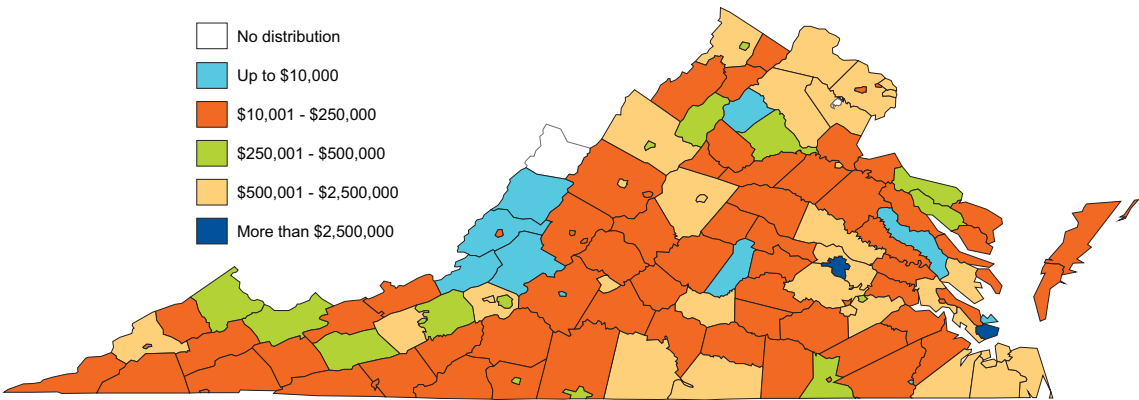 No distribution
Up to $10,000
$10,001 - $250,000
$250,001 - $500,000
$500,001 - $2,500,000
More than $2,500,000